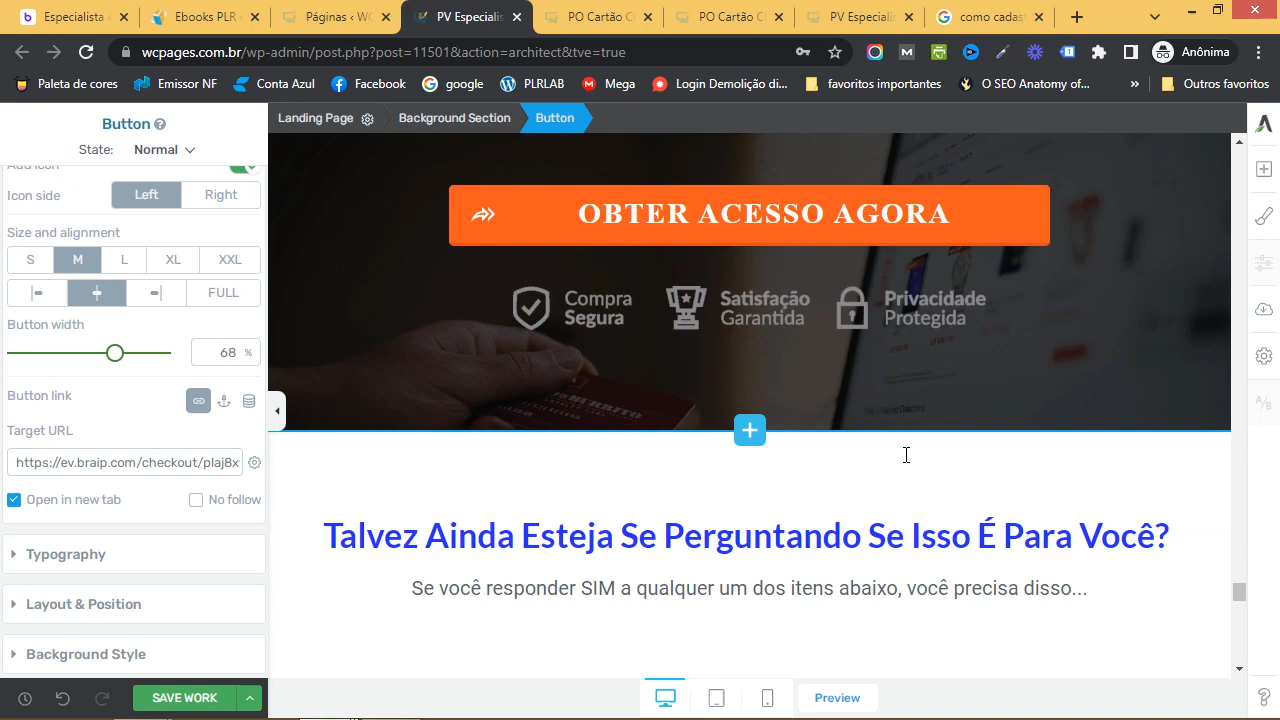 Especialista
Ebooks PLR
Páginas ‹ WC
PV Especialis
PO Cartão C
PO Cartão C
PV Especialis
como cadast
wcpages.com.br/wp-admin/post.php?post=11501&action=architect&tve=true
Anônima
Paleta de cores
Emissor NF
Conta Azul
Facebook
google
PLRLAB
Mega
Login Demolição di...
favoritos importantes
O SEO Anatomy of...
»
Outros favoritos
Button
State: Normal
Landing Page
Background Section
Button
Add icon
Icon side
Left
Right
Size and alignment
S
M
L
XL
XXL
FULL
Button width
68 %
Button link
Target URL
https://ev.braip.com/checkout/plaj8x
Open in new tab
No follow
Typography
Layout & Position
Background Style
SAVE WORK
OBTER ACESSO AGORA
Compra
Segura
Satisfação
Garantida
Privacidade
Protegida
Talvez Ainda Esteja Se Perguntando Se Isso É Para Você?
Se você responder SIM a qualquer um dos itens abaixo, você precisa disso...
Preview
A/B